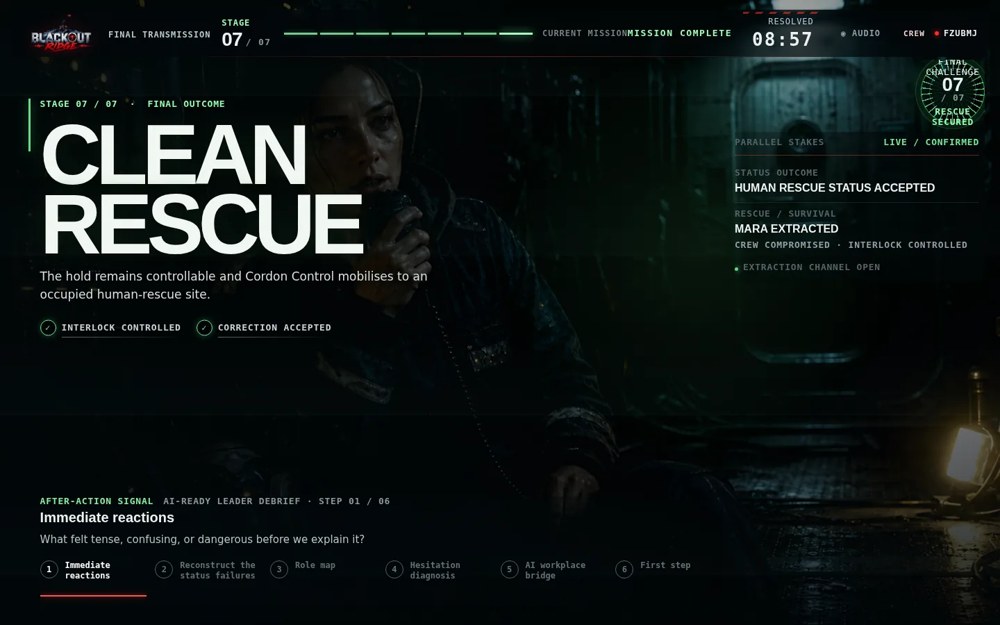 BLACKOUT
RIDGE
FINAL TRANSMISSION
STAGE
07 / 07
CURRENT MISSION
MISSION COMPLETE
RESOLVED
08:57
AUDIO
CREW
FZUBMJ
FINAL
CHALLENGE
07
/ 07
RESCUE
SECURED
STAGE 07 / 07 · FINAL OUTCOME
CLEAN
RESCUE
The hold remains controllable and Cordon Control mobilises to an
occupied human-rescue site.
✓ INTERLOCK CONTROLLED
✓ CORRECTION ACCEPTED
PARALLEL STAKES
LIVE / CONFIRMED
STATUS OUTCOME
HUMAN RESCUE STATUS ACCEPTED
RESCUE / SURVIVAL
MARA EXTRACTED
CREW COMPROMISED · INTERLOCK CONTROLLED
EXTRACTION CHANNEL OPEN
AFTER-ACTION SIGNAL AI-READY LEADER DEBRIEF · STEP 01 / 06
Immediate reactions
What felt tense, confusing, or dangerous before we explain it?
1 Immediate
reactions
2 Reconstruct the
status failures
3 Role map
4 Hesitation
diagnosis
5 AI workplace
bridge
6 First step